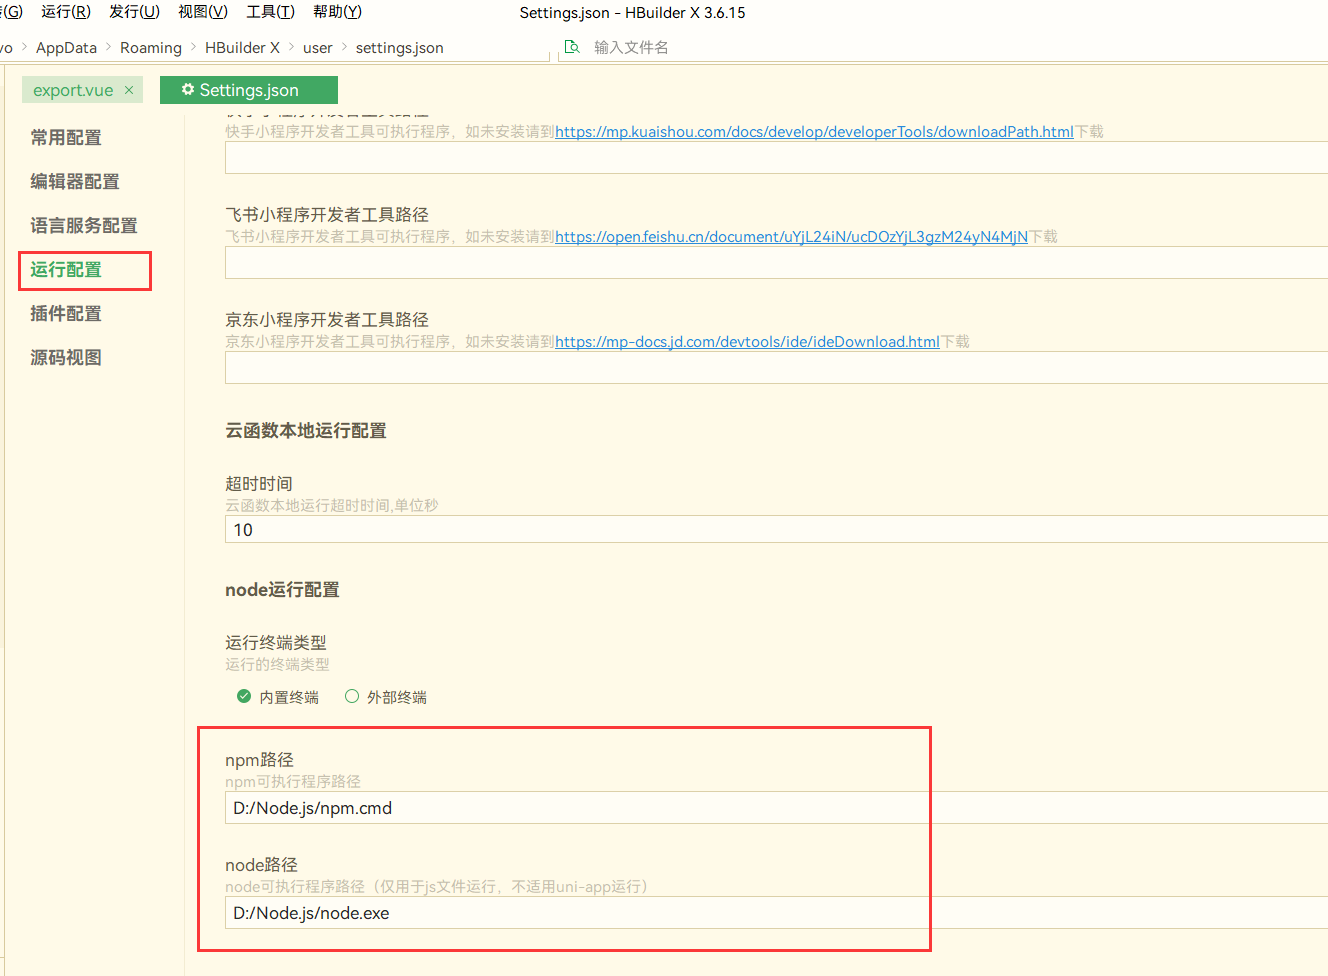 (G) 运行(R) 发行(U) 视图(V) 工具(T) 帮助(Y) Settings.json - HBuilder X 3.6.15
vo > AppData > Roaming > HBuilder X > user > settings.json 输入文件名
export.vue × Settings.json
常用配置
编辑器配置
语言服务配置
运行配置
插件配置
源码视图
快手小程序开发者工具路径
快手小程序开发者工具可执行程序，如未安装请到https://mp.kuaishou.com/docs/develop/developerTools/downloadPath.html下载
飞书小程序开发者工具路径
飞书小程序开发者工具可执行程序，如未安装请到https://open.feishu.cn/document/uYjL24iN/ucDOzYjL3gzM24yN4MjN下载
京东小程序开发者工具路径
京东小程序开发者工具可执行程序，如未安装请到https://mp-docs.jd.com/devtools/ide/ideDownload.html下载
云函数本地运行配置
超时时间
云函数本地运行超时时间,单位秒
10
node运行配置
运行终端类型
运行的终端类型
内置终端 外部终端
npm路径
npm可执行程序路径
D:/Node.js/npm.cmd
node路径
node可执行程序路径（仅用于js文件运行，不适用uni-app运行）
D:/Node.js/node.exe